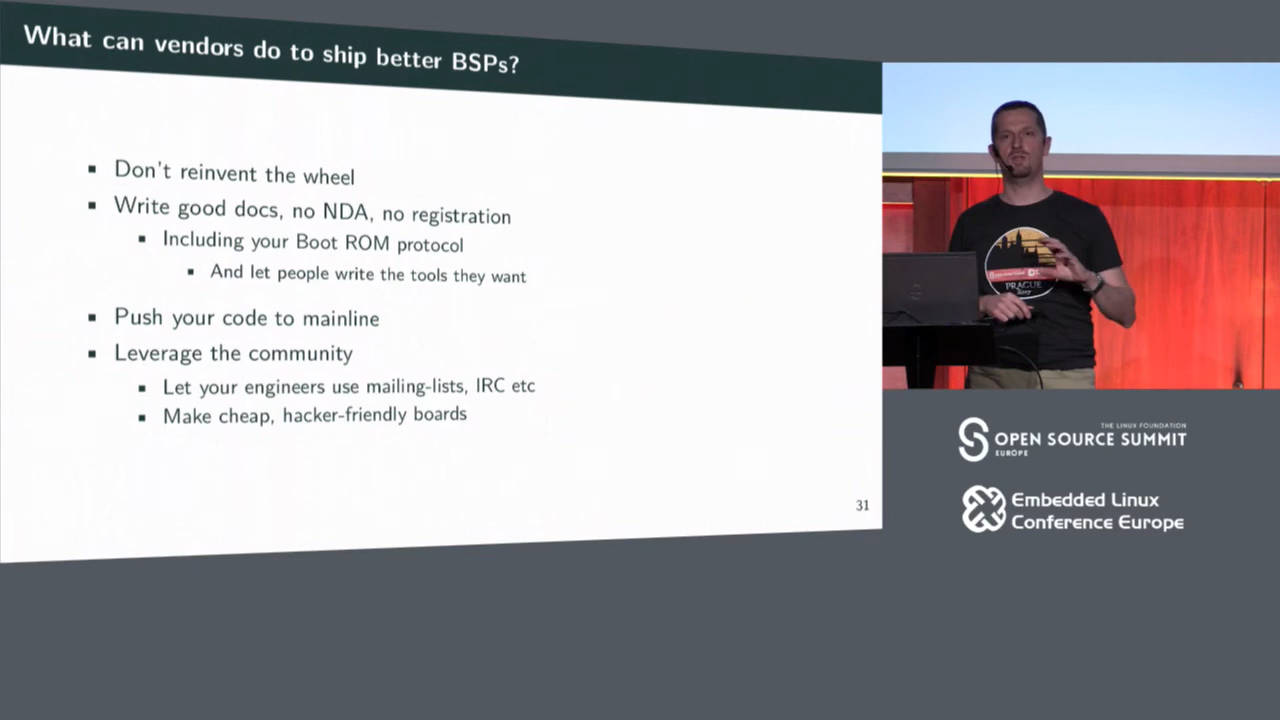 What can vendors do to ship better BSPs?
▪ Don't reinvent the wheel
▪ Write good docs, no NDA, no registration
▪ Including your Boot ROM protocol
▪ And let people write the tools they want
▪ Push your code to mainline
▪ Leverage the community
▪ Let your engineers use mailing-lists, IRC etc
▪ Make cheap, hacker-friendly boards
31
PRAGUE
2017
THE LINUX FOUNDATION
OPEN SOURCE SUMMIT
EUROPE
Embedded Linux
Conference Europe